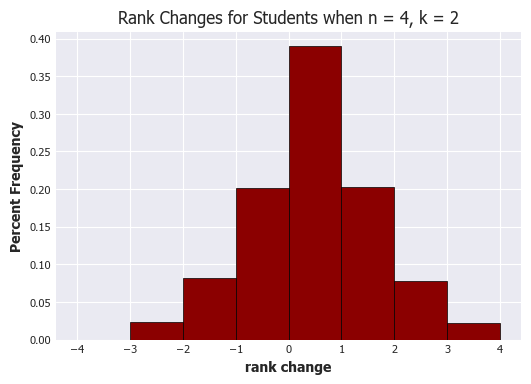 Rank Changes for Students when n = 4, k = 2
0.40
0.35
0.30
0.25
0.20
0.15
0.10
0.05
0.00
Percent Frequency
−4 −3 −2 −1 0 1 2 3 4
rank change